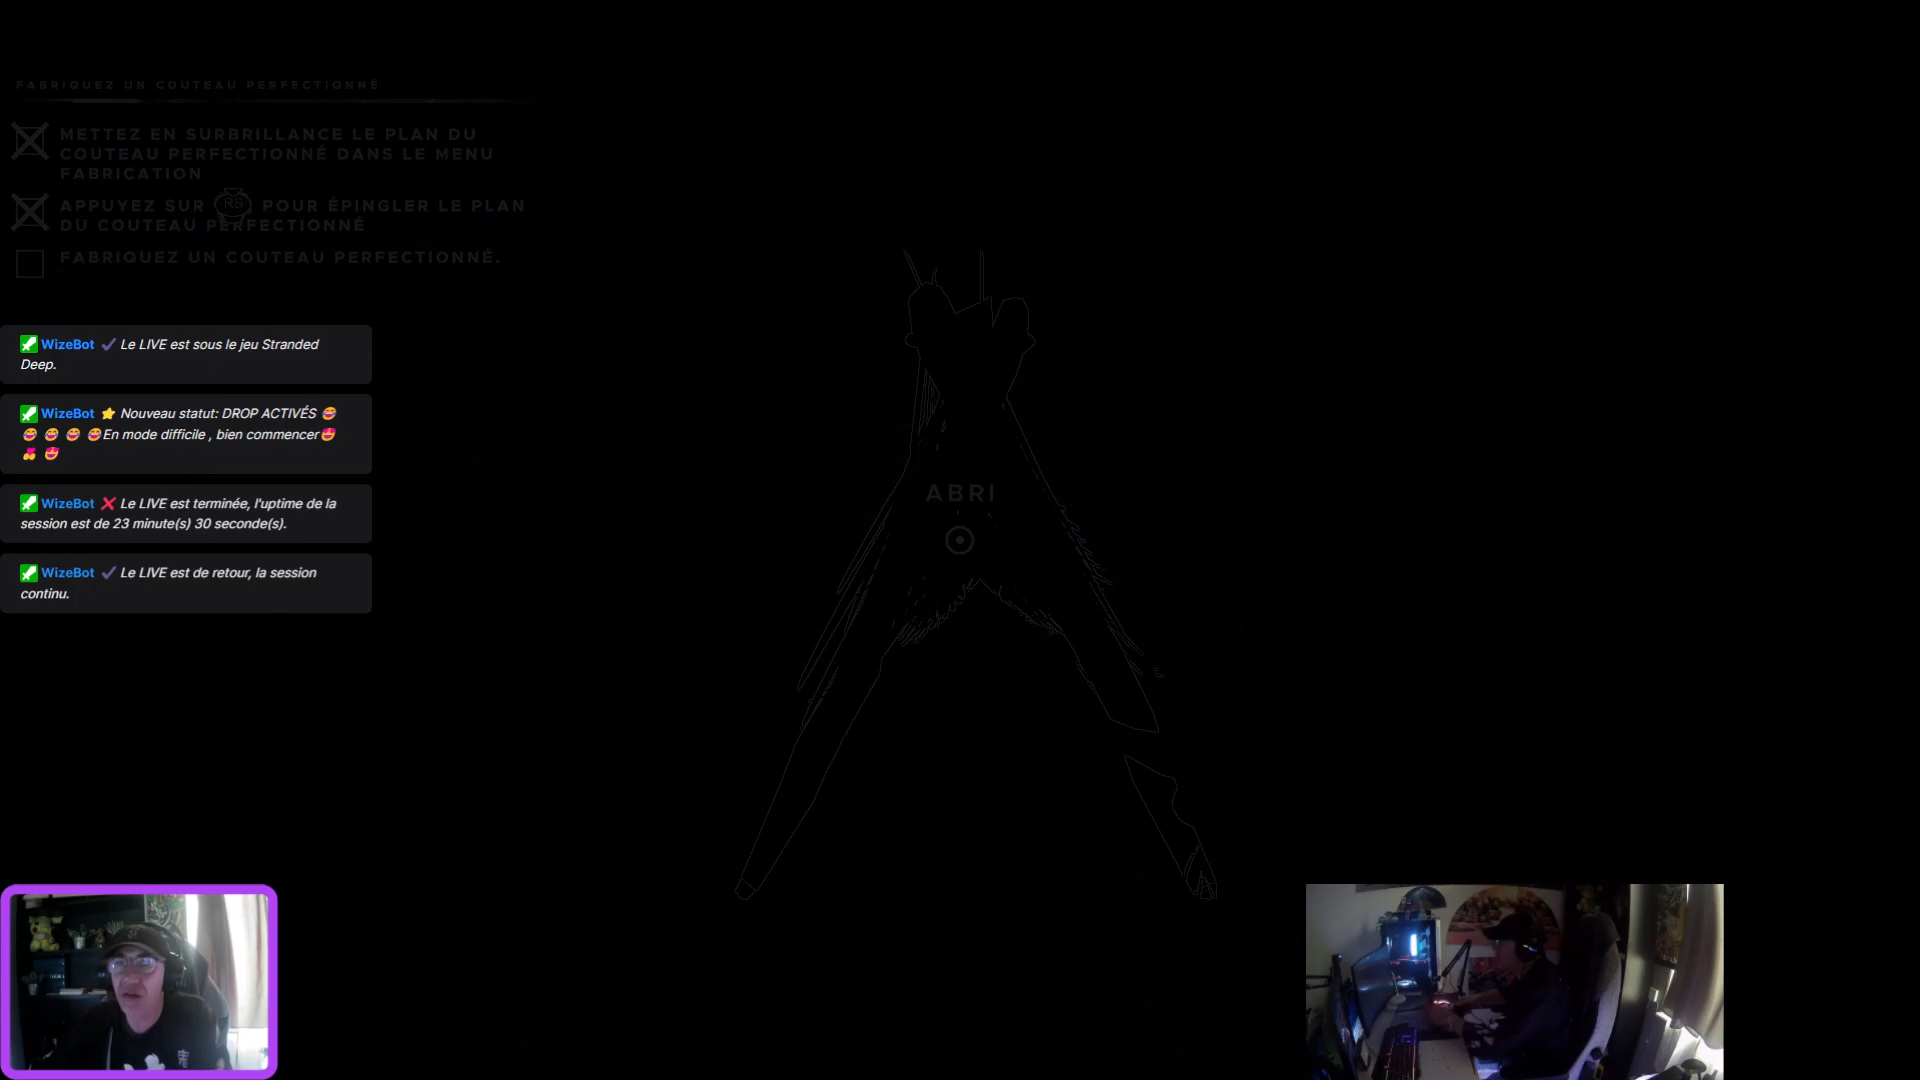 FABRIQUEZ UN COUTEAU PERFECTIONNÉ
METTEZ EN SURBRILLANCE LE PLAN DU
COUTEAU PERFECTIONNÉ DANS LE MENU
FABRICATION
APPUYEZ SUR RS POUR ÉPINGLER LE PLAN
DU COUTEAU PERFECTIONNÉ
FABRIQUEZ UN COUTEAU PERFECTIONNÉ.
WizeBot Le LIVE est sous le jeu Stranded
Deep.
WizeBot Nouveau statut: DROP ACTIVÉS
En mode difficile , bien commencer
WizeBot Le LIVE est terminée, l'uptime de la
session est de 23 minute(s) 30 seconde(s).
WizeBot Le LIVE est de retour, la session
continu.
ABRI